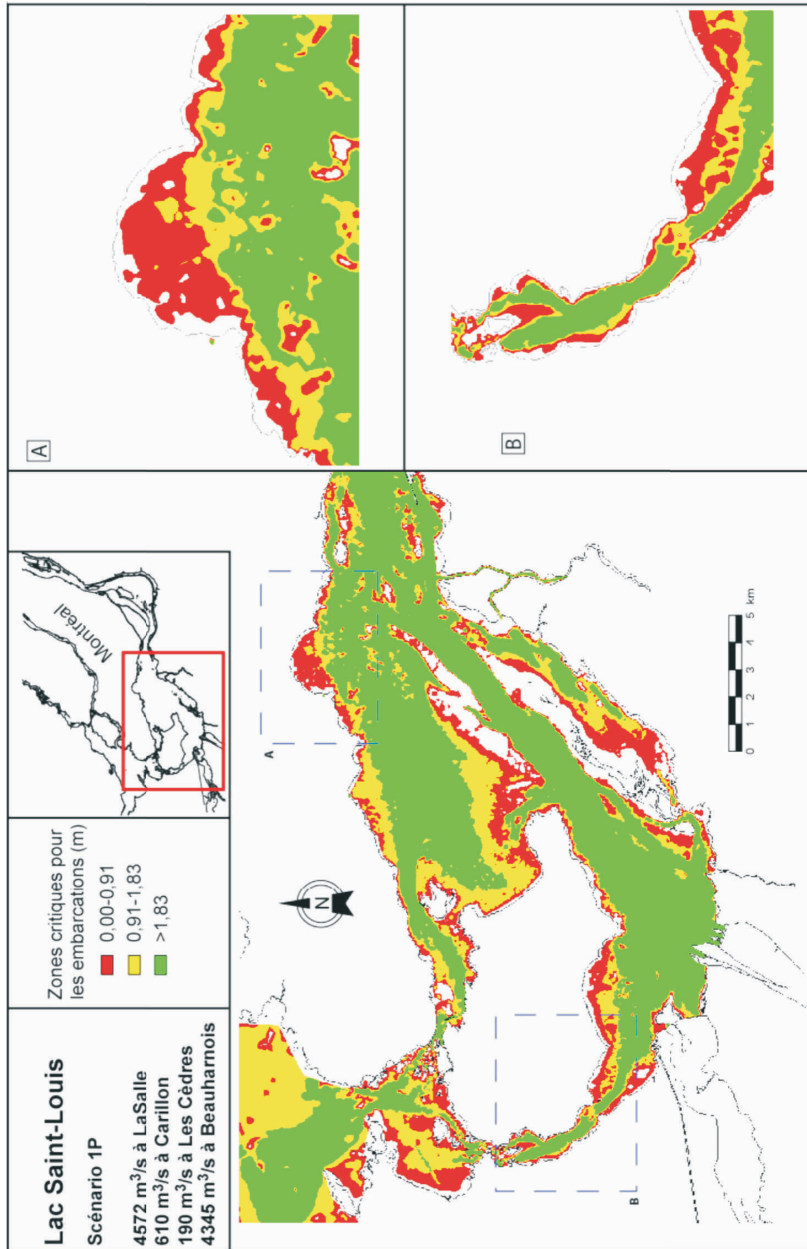 Lac Saint-Louis
Scénario 1P
4572 m³/s à LaSalle
610 m³/s à Carillon
190 m³/s à Les Cèdres
4345 m³/s à Beauharnois
Zones critiques pour
les embarcations (m)
0,00-0,91
0,91-1,83
>1,83
Montréal
N
A
B
0 1 2 3 4 5 km
A
B